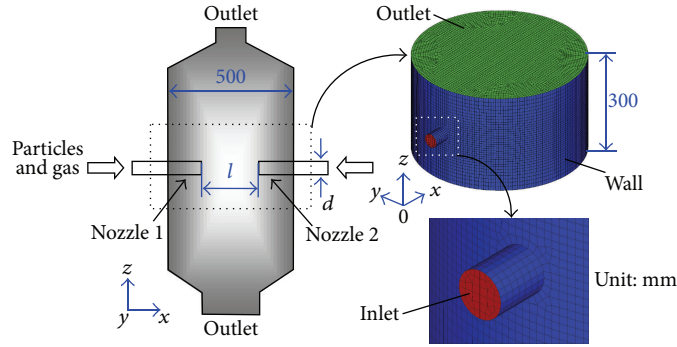 Outlet
500
Particles
and gas
l
d
Nozzle 1
Nozzle 2
z
y
x
Outlet
Outlet
300
z
y
x
0
Wall
Inlet
Unit: mm